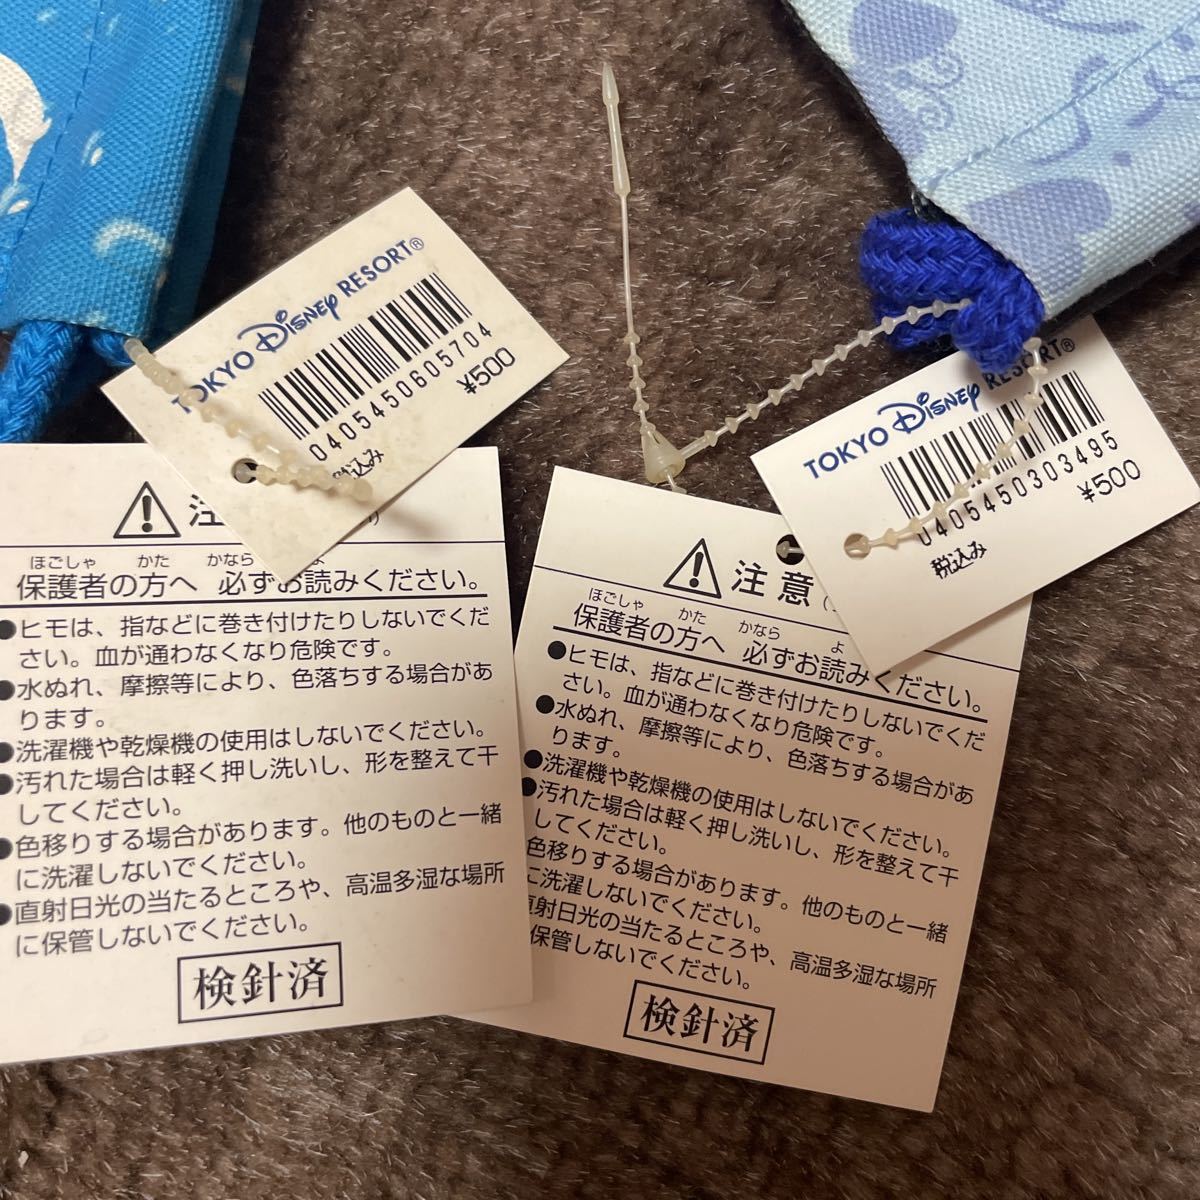 TOKYO Disney RESORT®
0405450605704
¥500
税込み
注
ほごしゃ かた かなら よ
保護者の方へ 必ずお読みください。
●ヒモは、指などに巻き付けたりしないでくだ
さい。血が通わなくなり危険です。
●水ぬれ、摩擦等により、色落ちする場合があ
ります。
●洗濯機や乾燥機の使用はしないでください。
●汚れた場合は軽く押し洗いし、形を整えて干
してください。
●色移りする場合があります。他のものと一緒
に洗濯しないでください。
●直射日光の当たるところや、高温多湿な場所
に保管しないでください。
検針済
TOKYO Disney RESORT®
0405450303495
¥500
税込み
注意
ほごしゃ かた かなら よ
保護者の方へ 必ずお読みください。
●ヒモは、指などに巻き付けたりしないでくだ
さい。血が通わなくなり危険です。
●水ぬれ、摩擦等により、色落ちする場合があ
ります。
●洗濯機や乾燥機の使用はしないでください。
●汚れた場合は軽く押し洗いし、形を整えて干
してください。
色移りする場合があります。他のものと一緒
に洗濯しないでください。
直射日光の当たるところや、高温多湿な場所
保管しないでください。
検針済